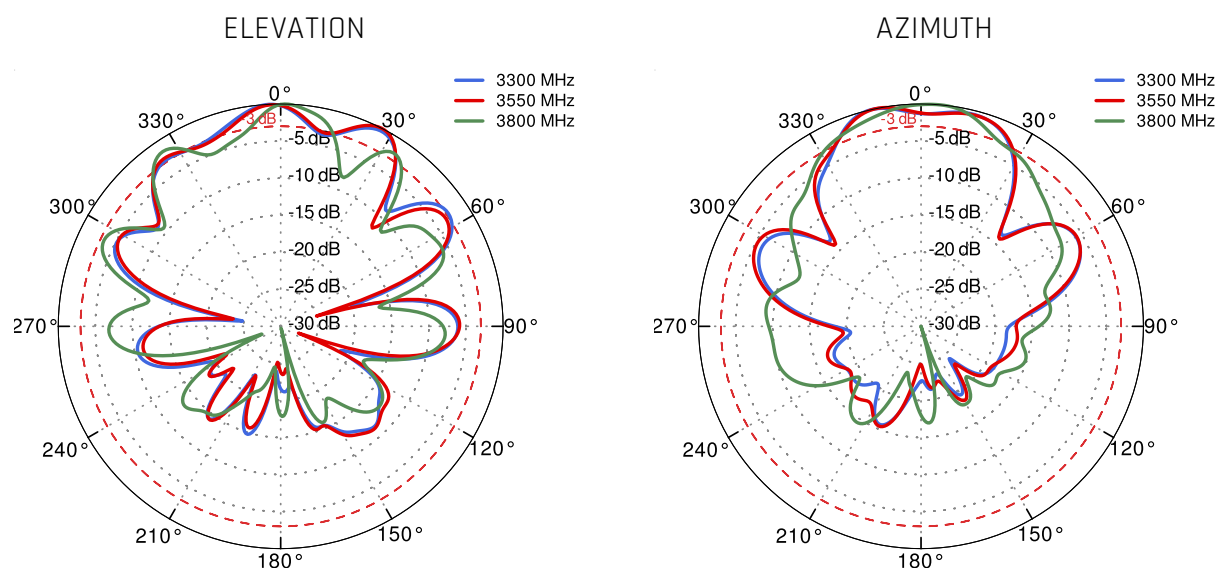 ELEVATION
3300 MHz
3550 MHz
3800 MHz
0°
-3 dB
330°
30°
-5 dB
-10 dB
300°
-15 dB
60°
-20 dB
-25 dB
270°
-30 dB
90°
240°
120°
210°
150°
180°
AZIMUTH
3300 MHz
3550 MHz
3800 MHz
0°
-3 dB
330°
30°
-5 dB
-10 dB
300°
-15 dB
60°
-20 dB
-25 dB
270°
-30 dB
90°
240°
120°
210°
150°
180°